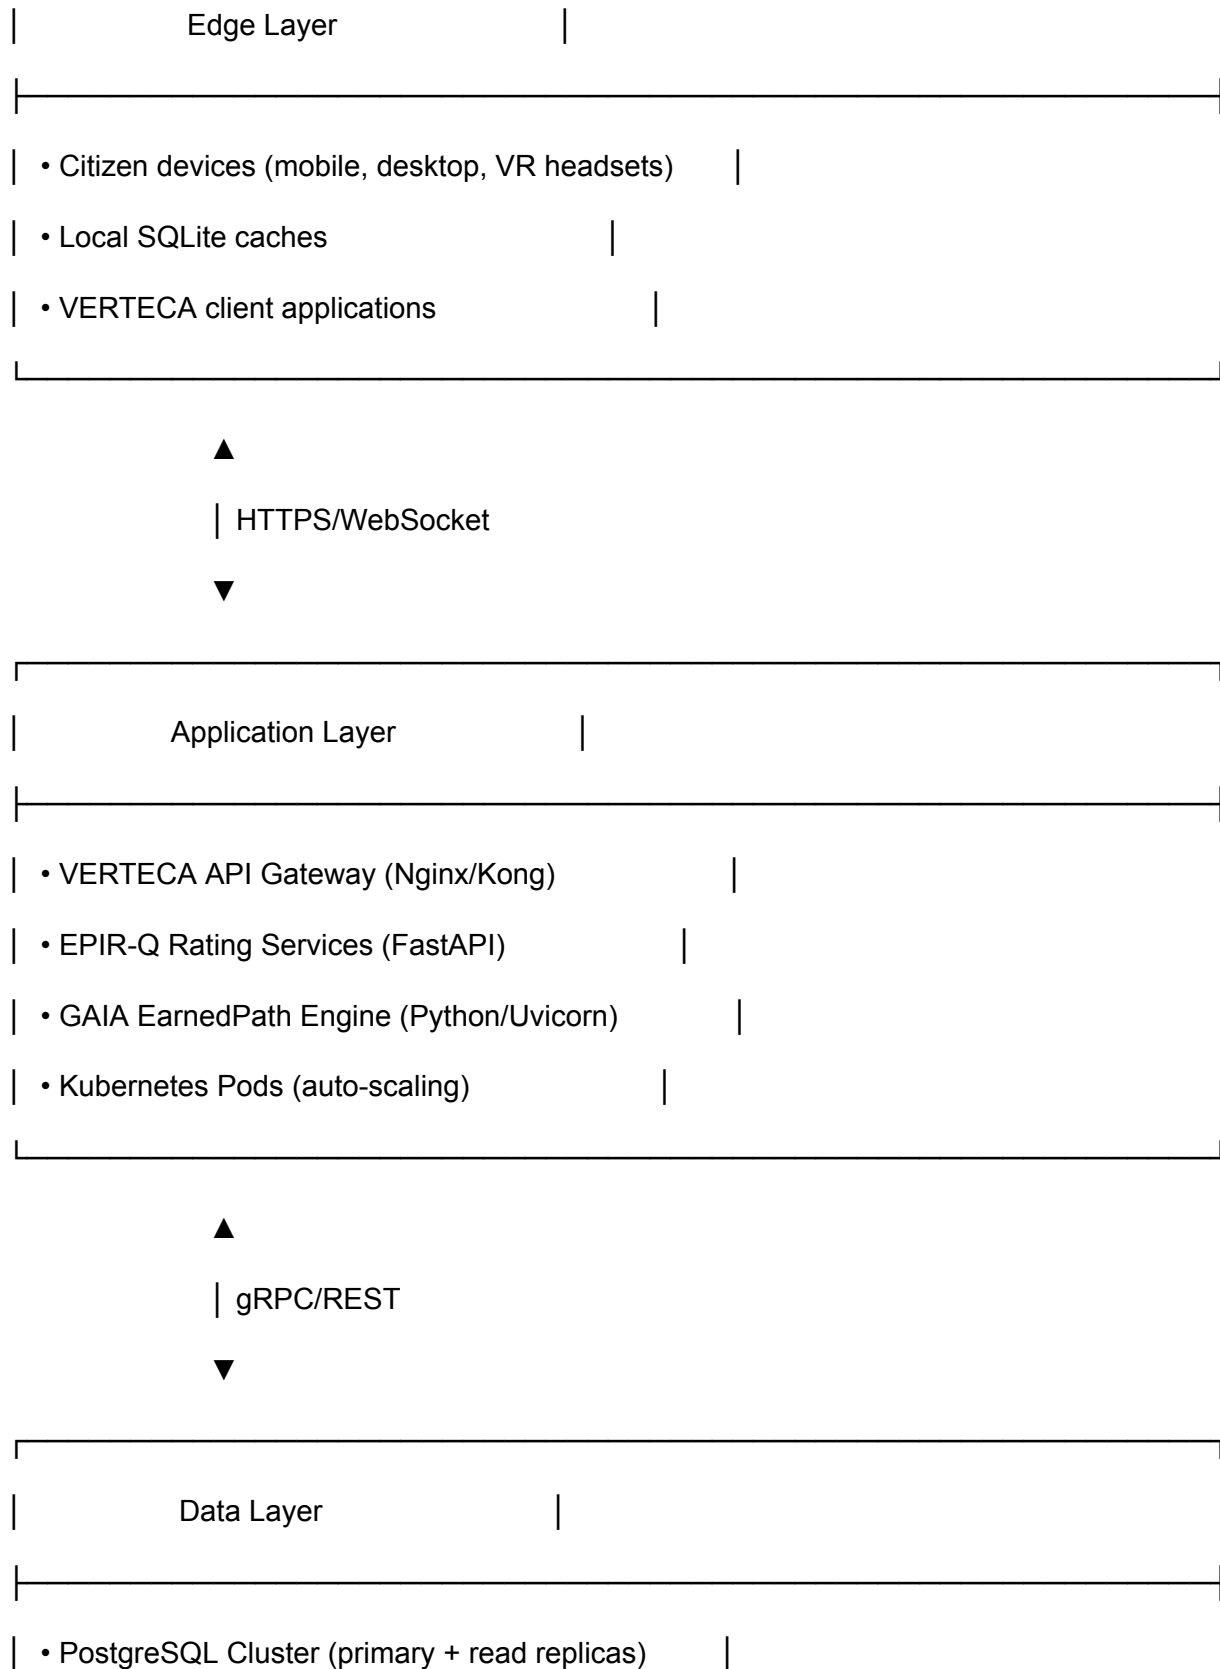 Edge Layer
• Citizen devices (mobile, desktop, VR headsets)
• Local SQLite caches
• VERTECA client applications
▲
│ HTTPS/WebSocket
▼
Application Layer
• VERTECA API Gateway (Nginx/Kong)
• EPIR-Q Rating Services (FastAPI)
• GAIA EarnedPath Engine (Python/Uvicorn)
• Kubernetes Pods (auto-scaling)
▲
│ gRPC/REST
▼
Data Layer
• PostgreSQL Cluster (primary + read replicas)